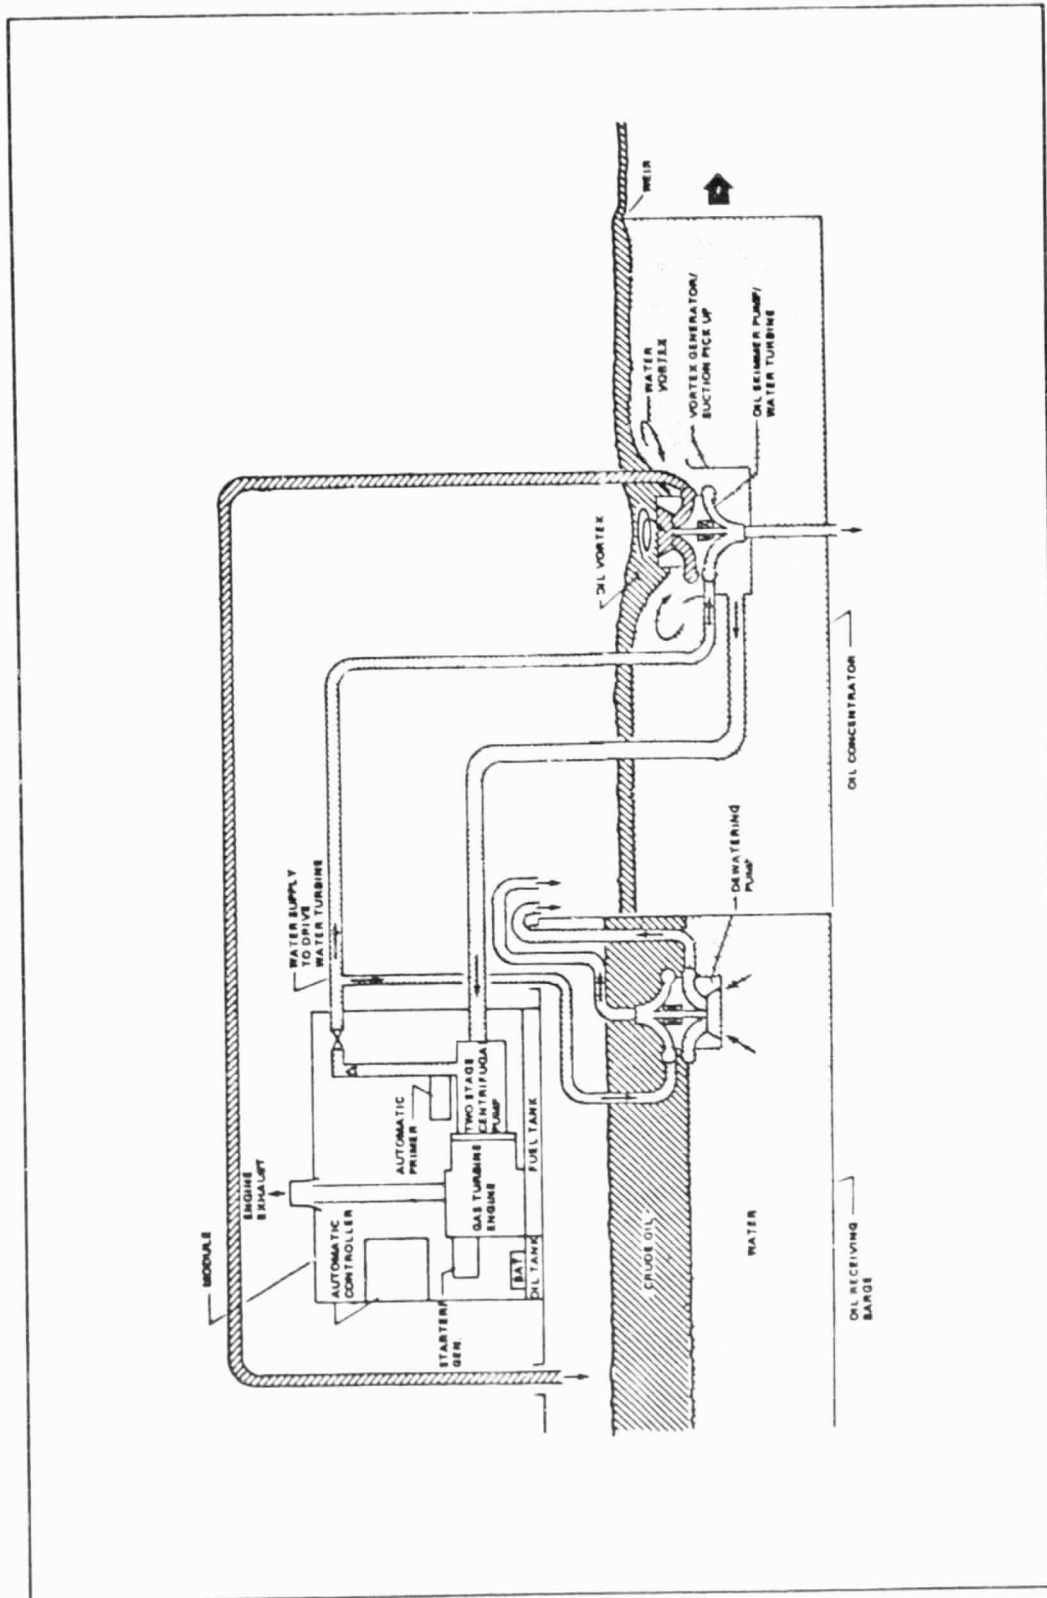 MODULE
ENGINE
EXHAUST
AUTOMATIC
CONTROLLER
AUTOMATIC
PRIMER
WATER SUPPLY
TO DRIVE
WATER TURBINE
STARTER/
GEN.
GAS TURBINE
ENGINE
TWO STAGE
CENTRIFUGAL
PUMP
BAT
OIL TANK
FUEL TANK
OIL VORTEX
WATER
VORTEX
WEIR
VORTEX GENERATOR/
SUCTION PICK UP
OIL SKIMMER PUMP/
WATER TURBINE
CRUDE OIL
WATER
DEWATERING
PUMP
OIL RECEIVING
BARGE
OIL CONCENTRATOR